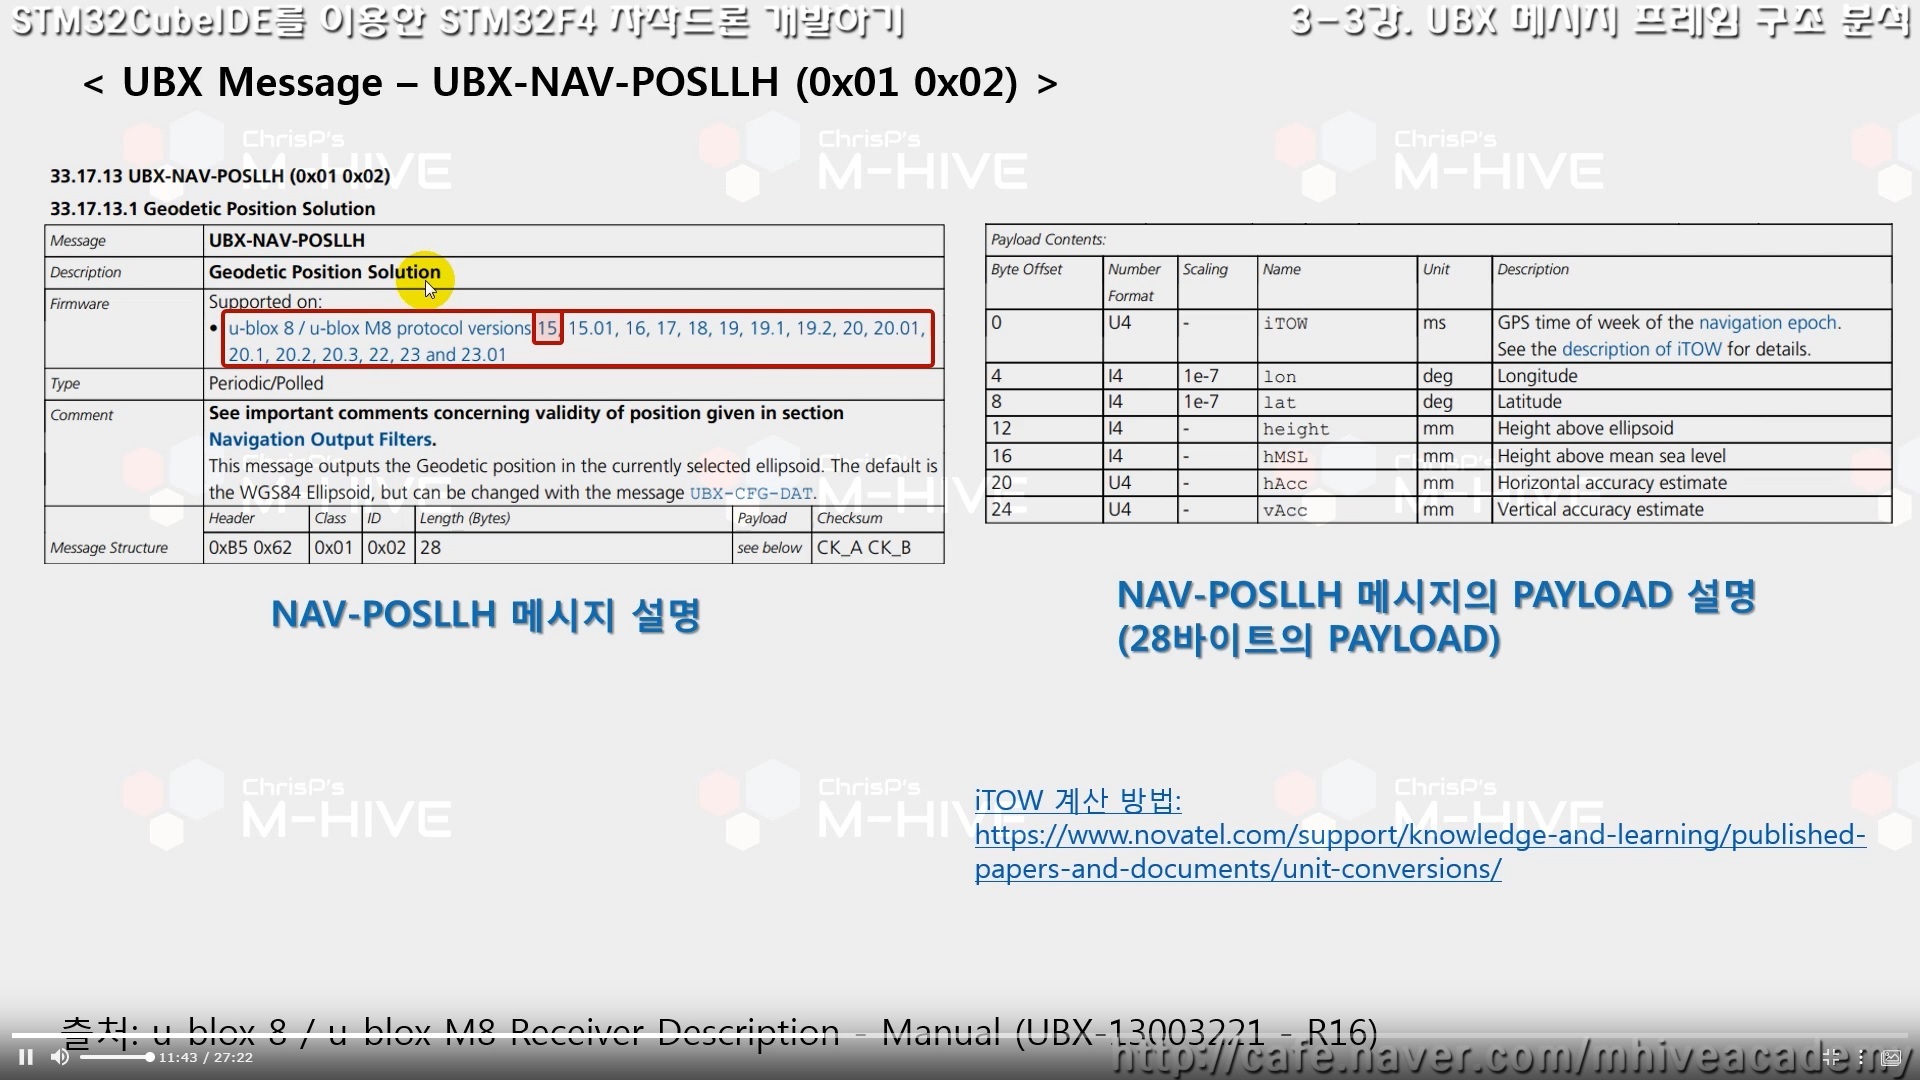 STM32CubeIDE를 이용안 STM32F4 자작드론 개발하기
3-3강. UBX 메시지 프레임 구조 분석
< UBX Message – UBX-NAV-POSLLH (0x01 0x02) >
ChrisP's M-HIVE
ChrisP's M-HIVE
ChrisP's M-HIVE
33.17.13 UBX-NAV-POSLLH (0x01 0x02)
33.17.13.1 Geodetic Position Solution
Message UBX-NAV-POSLLH
Description Geodetic Position Solution
Firmware Supported on:
• u-blox 8 / u-blox M8 protocol versions 15, 15.01, 16, 17, 18, 19, 19.1, 19.2, 20, 20.01,
20.1, 20.2, 20.3, 22, 23 and 23.01
Type Periodic/Polled
Comment See important comments concerning validity of position given in section
Navigation Output Filters.
This message outputs the Geodetic position in the currently selected ellipsoid. The default is
the WGS84 Ellipsoid, but can be changed with the message UBX-CFG-DAT.
Header Class ID Length (Bytes) Payload Checksum
Message Structure 0xB5 0x62 0x01 0x02 28 see below CK_A CK_B
NAV-POSLLH 메시지 설명
Payload Contents:
Byte Offset Number Format Scaling Name Unit Description
0 U4 - iTOW ms GPS time of week of the navigation epoch.
See the description of iTOW for details.
4 I4 1e-7 lon deg Longitude
8 I4 1e-7 lat deg Latitude
12 I4 - height mm Height above ellipsoid
16 I4 - hMSL mm Height above mean sea level
20 U4 - hAcc mm Horizontal accuracy estimate
24 U4 - vAcc mm Vertical accuracy estimate
NAV-POSLLH 메시지의 PAYLOAD 설명
(28바이트의 PAYLOAD)
ChrisP's M-HIVE
ChrisP's M-HIVE
ChrisP's M-HIVE
iTOW 계산 방법:
https://www.novatel.com/support/knowledge-and-learning/published-
papers-and-documents/unit-conversions/
출처: u-blox 8 / u-blox M8 Receiver Description - Manual (UBX-13003221 - R16)
11:43 / 27:22
http://cafe.naver.com/mhiveacademy